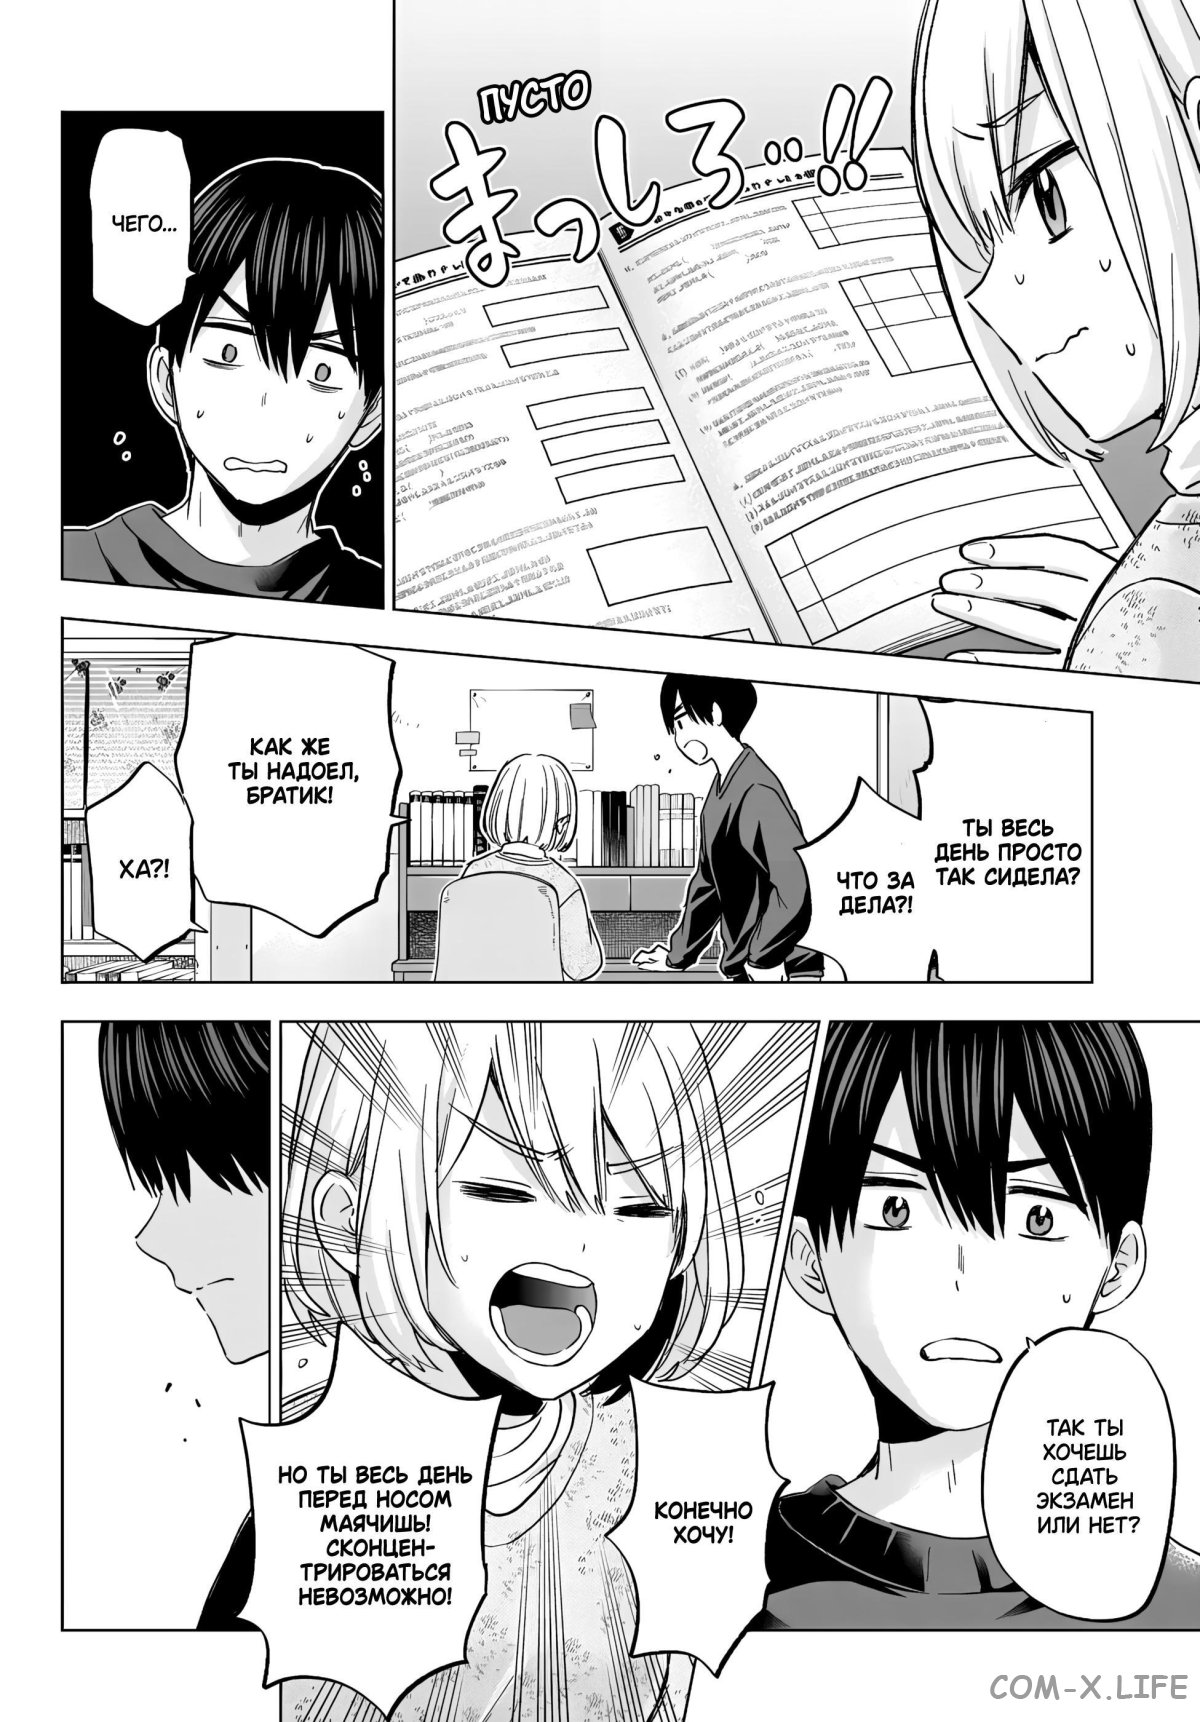 ПУСТО
まっしろ…!!
ЧЕГО...
ТЫ ВЕСЬ
ДЕНЬ ПРОСТО
ТАК СИДЕЛА?
ЧТО ЗА
ДЕЛА?!
КАК ЖЕ
ТЫ НАДОЕЛ,
БРАТИК!
ХА?!
ТАК ТЫ
ХОЧЕШЬ
СДАТЬ
ЭКЗАМЕН
ИЛИ НЕТ?
КОНЕЧНО
ХОЧУ!
НО ТЫ ВЕСЬ ДЕНЬ
ПЕРЕД НОСОМ
МАЯЧИШЬ!
СКОНЦЕН-
ТРИРОВАТЬСЯ
НЕВОЗМОЖНО!
COM-X.LIFE